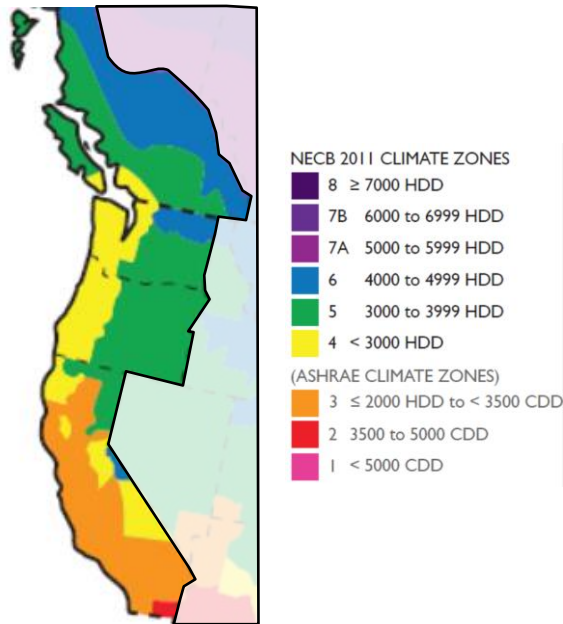 NECB 2011 CLIMATE ZONES
8 ≥ 7000 HDD
7B 6000 to 6999 HDD
7A 5000 to 5999 HDD
6 4000 to 4999 HDD
5 3000 to 3999 HDD
4 < 3000 HDD
(ASHRAE CLIMATE ZONES)
3 ≤ 2000 HDD to < 3500 CDD
2 3500 to 5000 CDD
1 < 5000 CDD